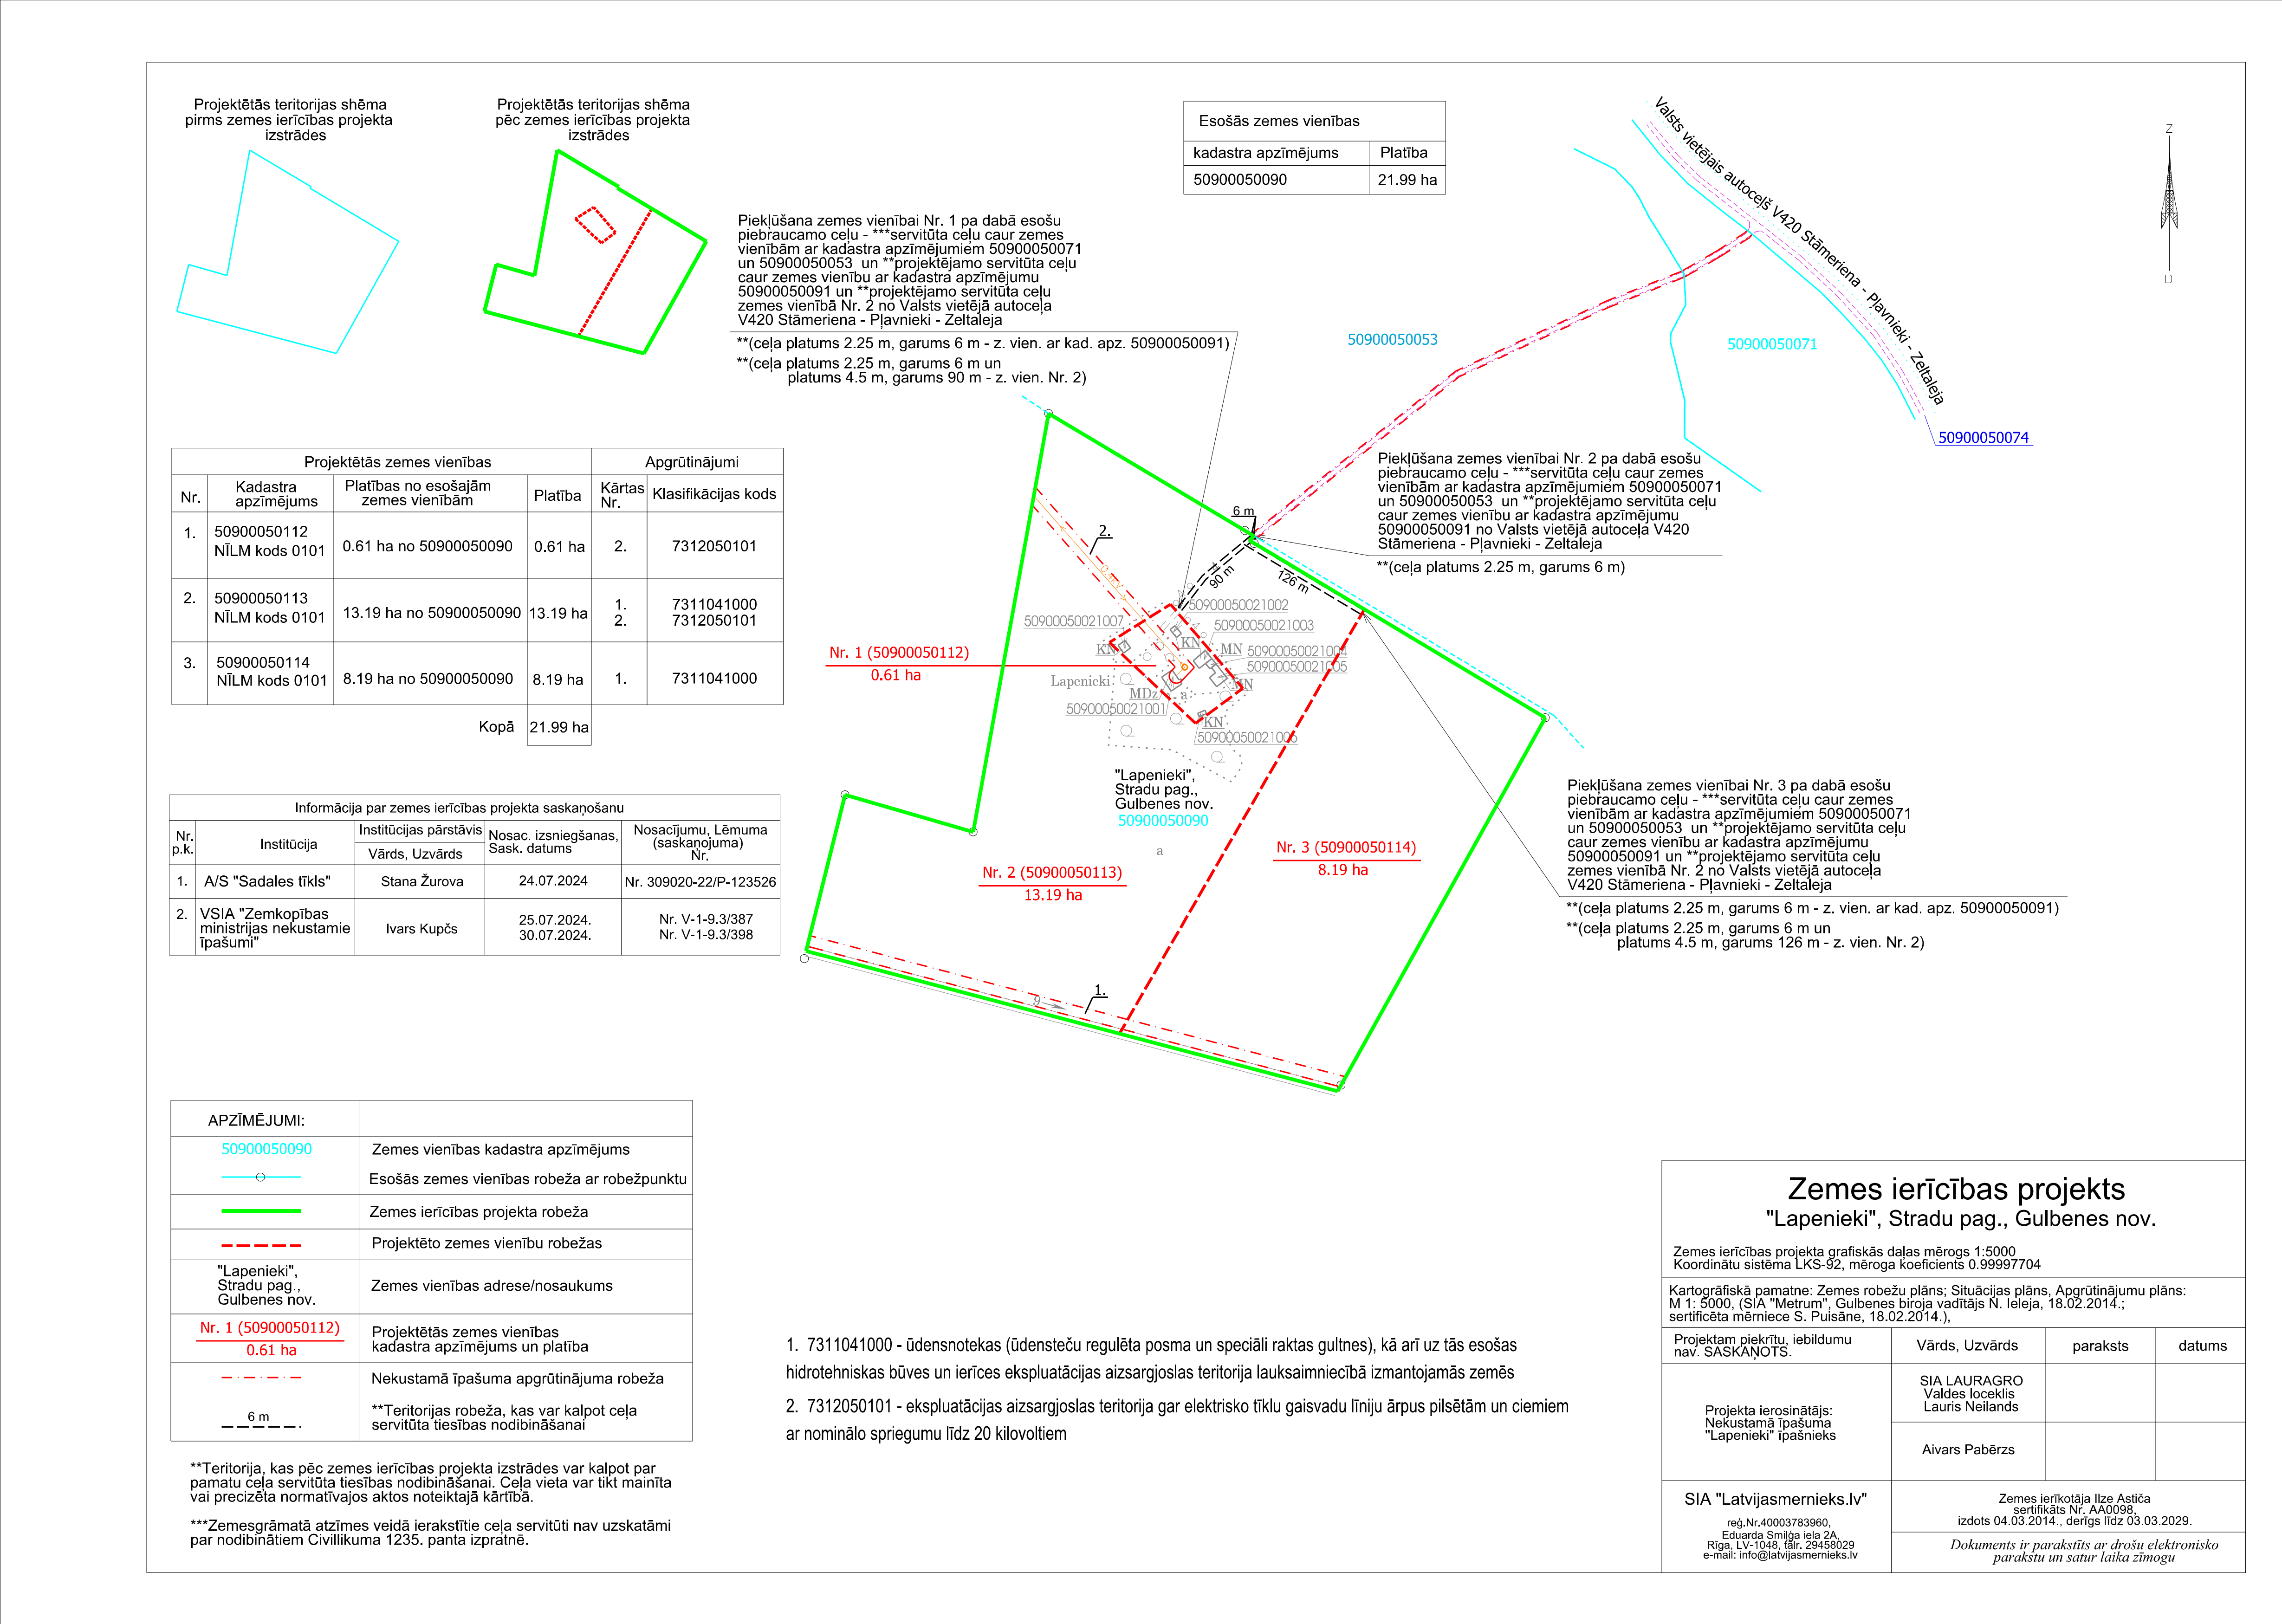 Projektētās teritorijas shēma
pirms zemes ierīcības projekta
izstrādes
Projektētās teritorijas shēma
pēc zemes ierīcības projekta
izstrādes
Esošās zemes vienības
kadastra apzīmējums Platība
50900050090 21.99 ha
Valsts vietējais autoceļš V420 Stāmeriena - Pļavnieki - Zeltaleja
Z
D
50900050053
50900050071
50900050074
Piekļūšana zemes vienībai Nr. 1 pa dabā esošu
piebraucamo ceļu - ***servitūta ceļu caur zemes
vienībām ar kadastra apzīmējumiem 50900050071
un 50900050053 un **projektējamo servitūta ceļu
caur zemes vienību ar kadastra apzīmējumu
50900050091 un **projektējamo servitūta ceļu
zemes vienībā Nr. 2 no Valsts vietējā autoceļa
V420 Stāmeriena - Pļavnieki - Zeltaleja
**(ceļa platums 2.25 m, garums 6 m - z. vien. ar kad. apz. 50900050091)
**(ceļa platums 2.25 m, garums 6 m un
platums 4.5 m, garums 90 m - z. vien. Nr. 2)
Piekļūšana zemes vienībai Nr. 2 pa dabā esošu
piebraucamo ceļu - ***servitūta ceļu caur zemes
vienībām ar kadastra apzīmējumiem 50900050071
un 50900050053 un **projektējamo servitūta ceļu
caur zemes vienību ar kadastra apzīmējumu
50900050091 no Valsts vietējā autoceļa V420
Stāmeriena - Pļavnieki - Zeltaleja
**(ceļa platums 2.25 m, garums 6 m)
Projektētās zemes vienības Apgrūtinājumi
Nr. Kadastra apzīmējums Platības no esošajām zemes vienībām Platība Kārtas Nr. Klasifikācijas kods
1. 50900050112 NĪLM kods 0101 0.61 ha no 50900050090 0.61 ha 2. 7312050101
2. 50900050113 NĪLM kods 0101 13.19 ha no 50900050090 13.19 ha 1. 7311041000
2. 7312050101
3. 50900050114 NĪLM kods 0101 8.19 ha no 50900050090 8.19 ha 1. 7311041000
Kopā 21.99 ha
6 m
2.
90 m
126 m
50900050021002
50900050021007
50900050021003
KN
KN
MN
50900050021004
50900050021005
Nr. 1 (50900050112)
0.61 ha
Lapenieki
MDz
a
MN
50900050021001
KN
50900050021006
"Lapenieki",
Stradu pag.,
Gulbenes nov.
50900050090
a
Nr. 2 (50900050113)
13.19 ha
Nr. 3 (50900050114)
8.19 ha
9
1.
Piekļūšana zemes vienībai Nr. 3 pa dabā esošu
piebraucamo ceļu - ***servitūta ceļu caur zemes
vienībām ar kadastra apzīmējumiem 50900050071
un 50900050053 un **projektējamo servitūta ceļu
caur zemes vienību ar kadastra apzīmējumu
50900050091 un **projektējamo servitūta ceļu
zemes vienībā Nr. 2 no Valsts vietējā autoceļa
V420 Stāmeriena - Pļavnieki - Zeltaleja
**(ceļa platums 2.25 m, garums 6 m - z. vien. ar kad. apz. 50900050091)
**(ceļa platums 2.25 m, garums 6 m un
platums 4.5 m, garums 126 m - z. vien. Nr. 2)
Informācija par zemes ierīcības projekta saskaņošanu
Nr. p.k. Institūcija Institūcijas pārstāvis Vārds, Uzvārds Nosac. izsniegšanas, Sask. datums Nosacījumu, Lēmuma (saskaņojuma) Nr.
1. A/S "Sadales tīkls" Stana Žurova 24.07.2024 Nr. 309020-22/P-123526
2. VSIA "Zemkopības ministrijas nekustamie īpašumi" Ivars Kupčs 25.07.2024. Nr. V-1-9.3/387
30.07.2024. Nr. V-1-9.3/398
APZĪMĒJUMI:
50900050090 Zemes vienības kadastra apzīmējums
Esošās zemes vienības robeža ar robežpunktu
Zemes ierīcības projekta robeža
Projektēto zemes vienību robežas
"Lapenieki",
Stradu pag.,
Gulbenes nov.
Zemes vienības adrese/nosaukums
Nr. 1 (50900050112)
0.61 ha
Projektētās zemes vienības
kadastra apzīmējums un platība
Nekustamā īpašuma apgrūtinājuma robeža
6 m
**Teritorijas robeža, kas var kalpot ceļa
servitūta tiesības nodibināšanai
**Teritorija, kas pēc zemes ierīcības projekta izstrādes var kalpot par
pamatu ceļa servitūta tiesības nodibināšanai. Ceļa vieta var tikt mainīta
vai precizēta normatīvajos aktos noteiktajā kārtībā.
***Zemesgrāmatā atzīmes veidā ierakstītie ceļa servitūti nav uzskatāmi
par nodibinātiem Civillikuma 1235. panta izpratnē.
1. 7311041000 - ūdensnotekas (ūdensteču regulēta posma un speciāli raktas gultnes), kā arī uz tās esošas
hidrotehniskas būves un ierīces ekspluatācijas aizsargjoslas teritorija lauksaimniecībā izmantojamās zemēs
2. 7312050101 - ekspluatācijas aizsargjoslas teritorija gar elektrisko tīklu gaisvadu līniju ārpus pilsētām un ciemiem
ar nominālo spriegumu līdz 20 kilovoltiem
Zemes ierīcības projekts
"Lapenieki", Stradu pag., Gulbenes nov.
Zemes ierīcības projekta grafiskās daļas mērogs 1:5000
Koordinātu sistēma LKS-92, mēroga koeficients 0.99997704
Kartogrāfiskā pamatne: Zemes robežu plāns; Situācijas plāns, Apgrūtinājumu plāns:
M 1: 5000, (SIA "Metrum", Gulbenes biroja vadītājs N. Ieleja, 18.02.2014.;
sertificēta mērniece S. Puisāne, 18.02.2014.),
Projektam piekrītu, iebildumu
nav. SASKAŅOTS.
Vārds, Uzvārds paraksts datums
Projekta ierosinātājs:
Nekustamā īpašuma
"Lapenieki" īpašnieks
SIA LAURAGRO
Valdes loceklis
Lauris Neilands
Aivars Pabērzs
SIA "Latvijasmernieks.lv"
reģ.Nr.40003783960,
Eduarda Smiļģa iela 2A,
Rīga, LV-1048, tālr. 29458029
e-mail: info@latvijasmernieks.lv
Zemes ierīkotāja Ilze Astiča
sertifikāts Nr. AA0098,
izdots 04.03.2014., derīgs līdz 03.03.2029.
Dokuments ir parakstīts ar drošu elektronisko
parakstu un satur laika zīmogu